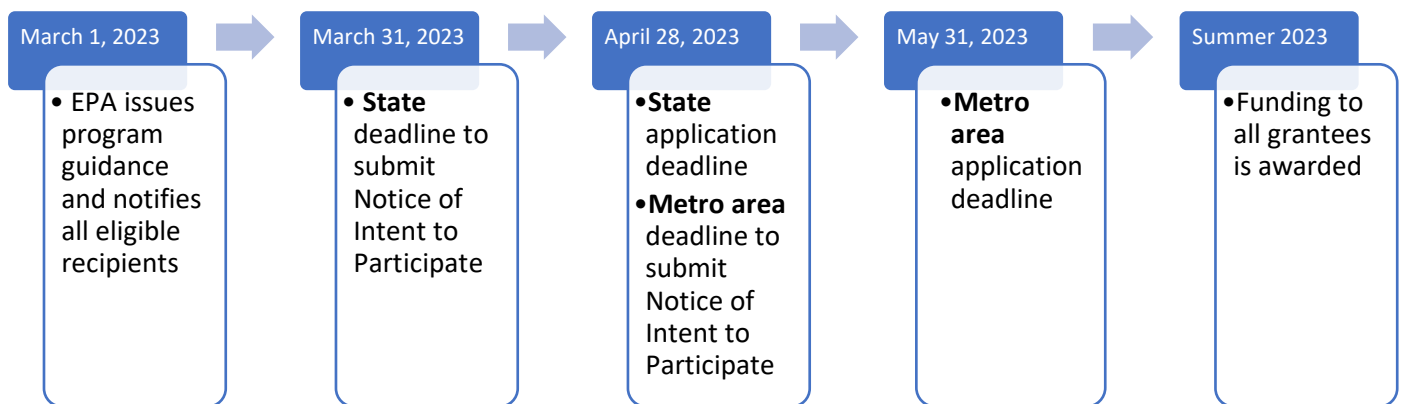 March 1, 2023
• EPA issues
program
guidance
and notifies
all eligible
recipients
March 31, 2023
• State
deadline to
submit
Notice of
Intent to
Participate
April 28, 2023
•State
application
deadline
•Metro area
deadline to
submit
Notice of
Intent to
Participate
May 31, 2023
•Metro
area
application
deadline
Summer 2023
•Funding to
all grantees
is awarded